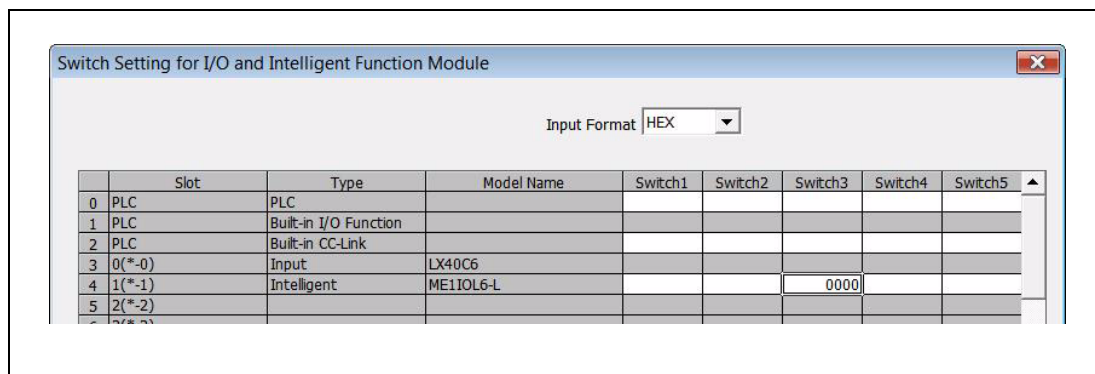 Switch Setting for I/O and Intelligent Function Module
Input Format HEX
Slot Type Model Name Switch1 Switch2 Switch3 Switch4 Switch5
0 PLC PLC
1 PLC Built-in I/O Function
2 PLC Built-in CC-Link
3 0(*-0) Input LX40C6
4 1(*-1) Intelligent ME1IOL6-L 0000
5 2(*-2)